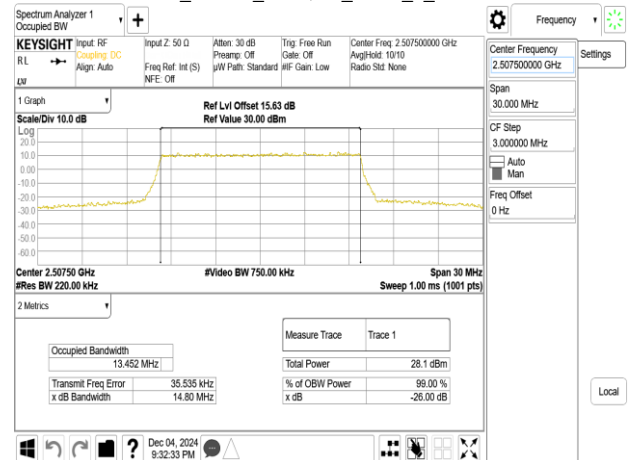 Spectrum Analyzer 1
Occupied BW
Frequency
KEYSIGHT
RL
Input: RF
Coupling: DC
Align: Auto
Input Z: 50 Ω
Freq Ref: Int (S)
NFE: Off
Atten: 30 dB
Preamp: Off
µW Path: Standard
Trig: Free Run
Gate: Off
#IF Gain: Low
Center Freq: 2.507500000 GHz
Avg|Hold: 10/10
Radio Std: None
Center Frequency
2.507500000 GHz
Settings
Span
30.000 MHz
CF Step
3.000000 MHz
Auto
Man
Freq Offset
0 Hz
Local
1 Graph
Scale/Div 10.0 dB
Ref Lvl Offset 15.63 dB
Ref Value 30.00 dBm
Log
20.0
10.0
0.00
-10.0
-20.0
-30.0
-40.0
-50.0
-60.0
Center 2.50750 GHz
#Video BW 750.00 kHz
Span 30 MHz
#Res BW 220.00 kHz
Sweep 1.00 ms (1001 pts)
2 Metrics
Measure Trace
Trace 1
Occupied Bandwidth
13.452 MHz
Total Power
28.1 dBm
Transmit Freq Error
35.535 kHz
% of OBW Power
99.00 %
x dB Bandwidth
14.80 MHz
x dB
-26.00 dB
?
Dec 04, 2024
9:32:33 PM